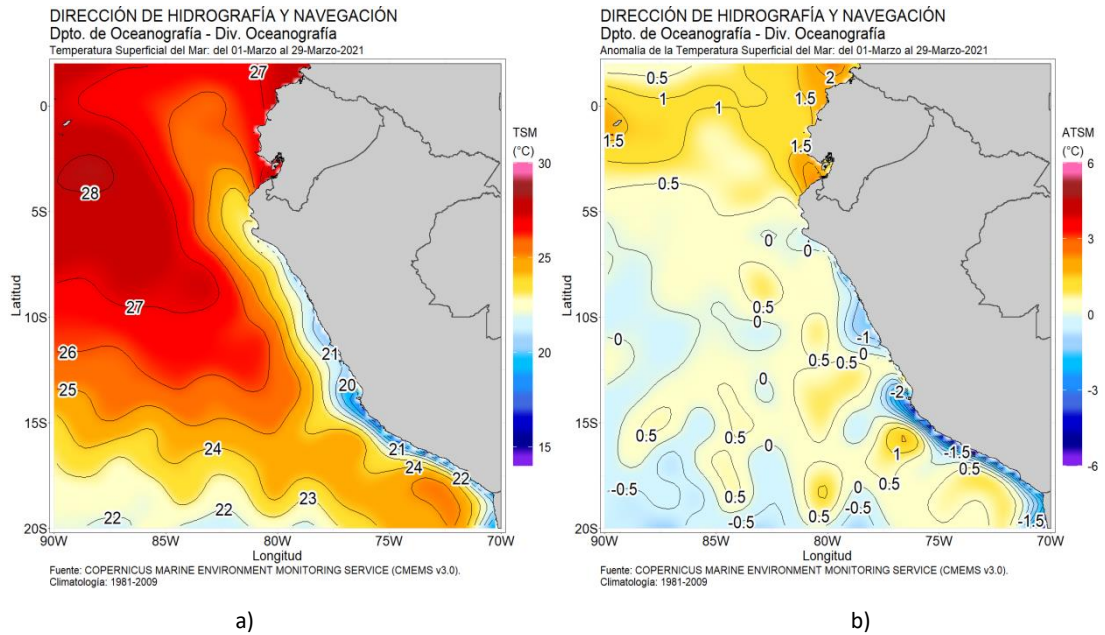 DIRECCIÓN DE HIDROGRAFÍA Y NAVEGACIÓN
Dpto. de Oceanografía - Div. Oceanografía
Temperatura Superficial del Mar: del 01-Marzo al 29-Marzo-2021
27
28
27
26
25
24
23
22
22
21
20
21
24
22
0
5S
10S
15S
20S
Latitud
90W
85W
80W
75W
70W
Longitud
TSM
(°C)
30
25
20
15
Fuente: COPERNICUS MARINE ENVIRONMENT MONITORING SERVICE (CMEMS v3.0).
Climatología: 1981-2009
a)
DIRECCIÓN DE HIDROGRAFÍA Y NAVEGACIÓN
Dpto. de Oceanografía - Div. Oceanografía
Anomalia de la Temperatura Superficial del Mar: del 01-Marzo al 29-Marzo-2021
0.5
2
1
1
1.5
1.5
1.5
0.5
0
0
0.5
0
0
-1
0
0.5
0.5
0
-2
0.5
0.5
0
1
-1.5
0.5
0.5
-0.5
0.5
0
0.5
-0.5
0.5
-0.5
-1.5
0
5S
10S
15S
20S
Latitud
90W
85W
80W
75W
70W
Longitud
ATSM
(°C)
6
3
0
-3
-6
Fuente: COPERNICUS MARINE ENVIRONMENT MONITORING SERVICE (CMEMS v3.0).
Climatología: 1981-2009
b)